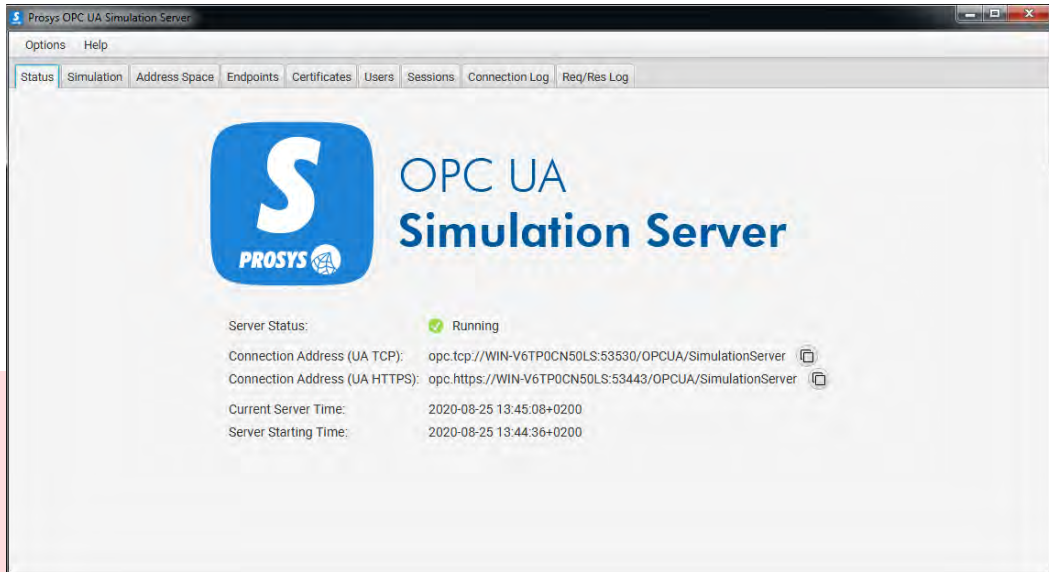 Prosys OPC UA Simulation Server
Options Help
Status Simulation Address Space Endpoints Certificates Users Sessions Connection Log Req/Res Log
S
PROSYS
OPC UA
Simulation Server
Server Status: Running
Connection Address (UA TCP): opc.tcp://WIN-V6TP0CN50LS:53530/OPCUA/SimulationServer
Connection Address (UA HTTPS): opc.https://WIN-V6TP0CN50LS:53443/OPCUA/SimulationServer
Current Server Time: 2020-08-25 13:45:08+0200
Server Starting Time: 2020-08-25 13:44:36+0200